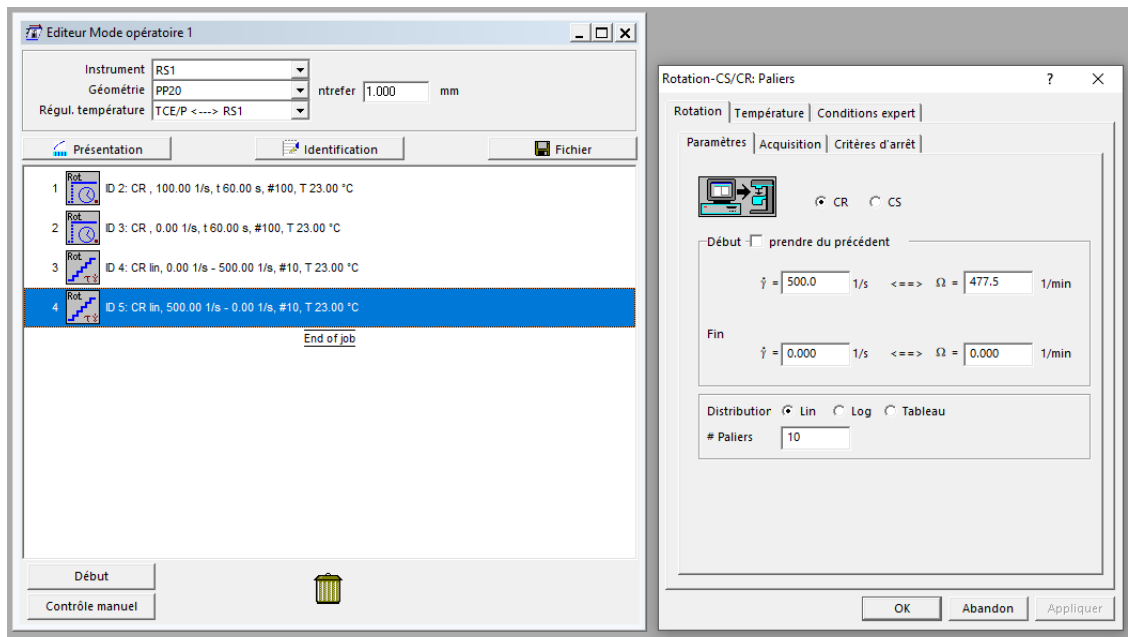 Editeur Mode opératoire 1
Instrument RS1
Géométrie PP20 ntrefer 1.000 mm
Régul. température TCE/P <---> RS1
Présentation Identification Fichier
1 Rot ID 2: CR , 100.00 1/s, t 60.00 s, #100, T 23.00 °C
2 Rot ID 3: CR , 0.00 1/s, t 60.00 s, #100, T 23.00 °C
3 Rot ID 4: CR lin, 0.00 1/s - 500.00 1/s, #10, T 23.00 °C
4 Rot ID 5: CR lin, 500.00 1/s - 0.00 1/s, #10, T 23.00 °C
End of job
Début
Contrôle manuel
Rotation-CS/CR: Paliers ? ×
Rotation Température Conditions expert
Paramètres Acquisition Critères d'arrêt
CR CS
Début prendre du précédent
γ̇ = 500.0 1/s <==> Ω = 477.5 1/min
Fin
γ̇ = 0.000 1/s <==> Ω = 0.000 1/min
Distribution Lin Log Tableau
# Paliers 10
OK Abandon Appliquer